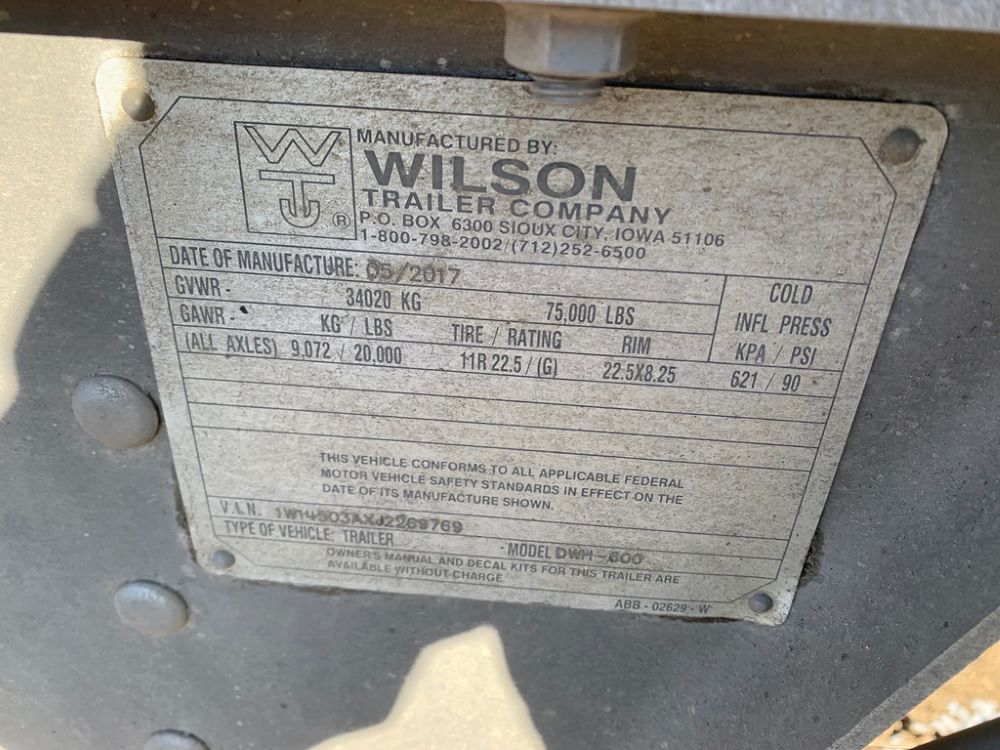 WTJ ®
MANUFACTURED BY:
WILSON
TRAILER COMPANY
P.O. BOX 6300 SIOUX CITY, IOWA 51106
1-800-798-2002/(712)252-6500
DATE OF MANUFACTURE: 05/2017
GVWR - 34020 KG 75,000 LBS
COLD
INFL PRESS
GAWR - KG / LBS TIRE / RATING RIM KPA / PSI
(ALL AXLES) 9,072 / 20,000 11R 22.5 / (G) 22.5X8.25 621 / 90
THIS VEHICLE CONFORMS TO ALL APPLICABLE FEDERAL
MOTOR VEHICLE SAFETY STANDARDS IN EFFECT ON THE
DATE OF ITS MANUFACTURE SHOWN.
V.I.N.
TYPE OF VEHICLE: TRAILER - MODEL DWH-600
OWNER'S MANUAL AND DECAL KITS FOR THIS TRAILER ARE
AVAILABLE WITHOUT CHARGE
ABB - 02629 - W